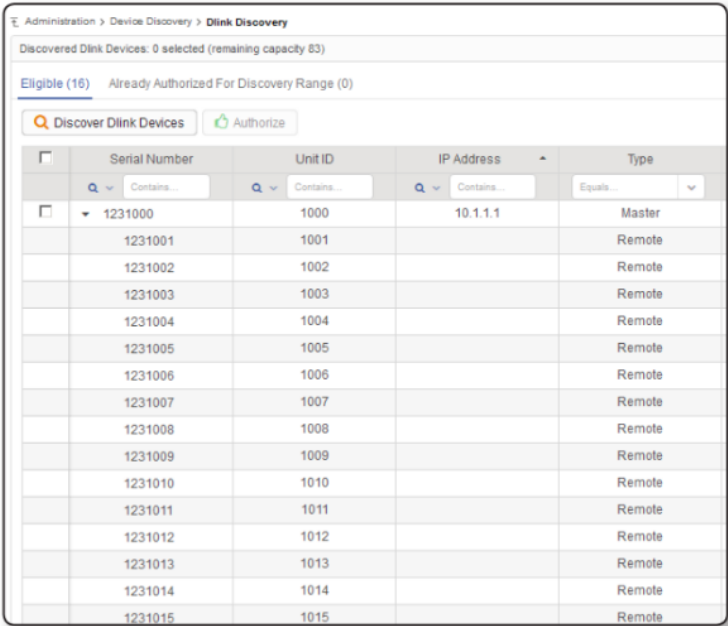 Administration > Device Discovery > Dlink Discovery
Discovered Dlink Devices: 0 selected (remaining capacity 83)
Eligible (16) Already Authorized For Discovery Range (0)
Discover Dlink Devices Authorize
Serial Number Unit ID IP Address Type
Contains... Contains... Contains... Equals...
1231000 1000 10.1.1.1 Master
1231001 1001 Remote
1231002 1002 Remote
1231003 1003 Remote
1231004 1004 Remote
1231005 1005 Remote
1231006 1006 Remote
1231007 1007 Remote
1231008 1008 Remote
1231009 1009 Remote
1231010 1010 Remote
1231011 1011 Remote
1231012 1012 Remote
1231013 1013 Remote
1231014 1014 Remote
1231015 1015 Remote